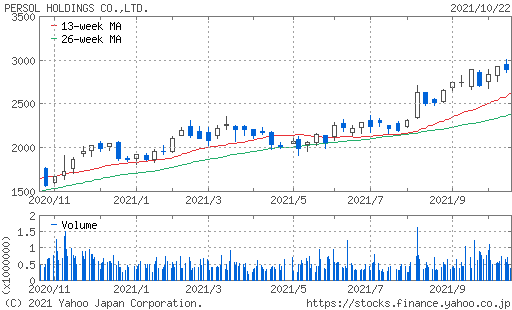 PERSOL HOLDINGS CO.,LTD. 2021/10/22
13-week MA
26-week MA
3500
3000
2500
2000
1500
2020/11 2021/1 2021/3 2021/5 2021/7 2021/9
Volume
2
1.5
1
0.5
0
(x1000000)
2020/11 2021/1 2021/3 2021/5 2021/7 2021/9
(C) 2021 Yahoo Japan Corporation. https://stocks.finance.yahoo.co.jp/